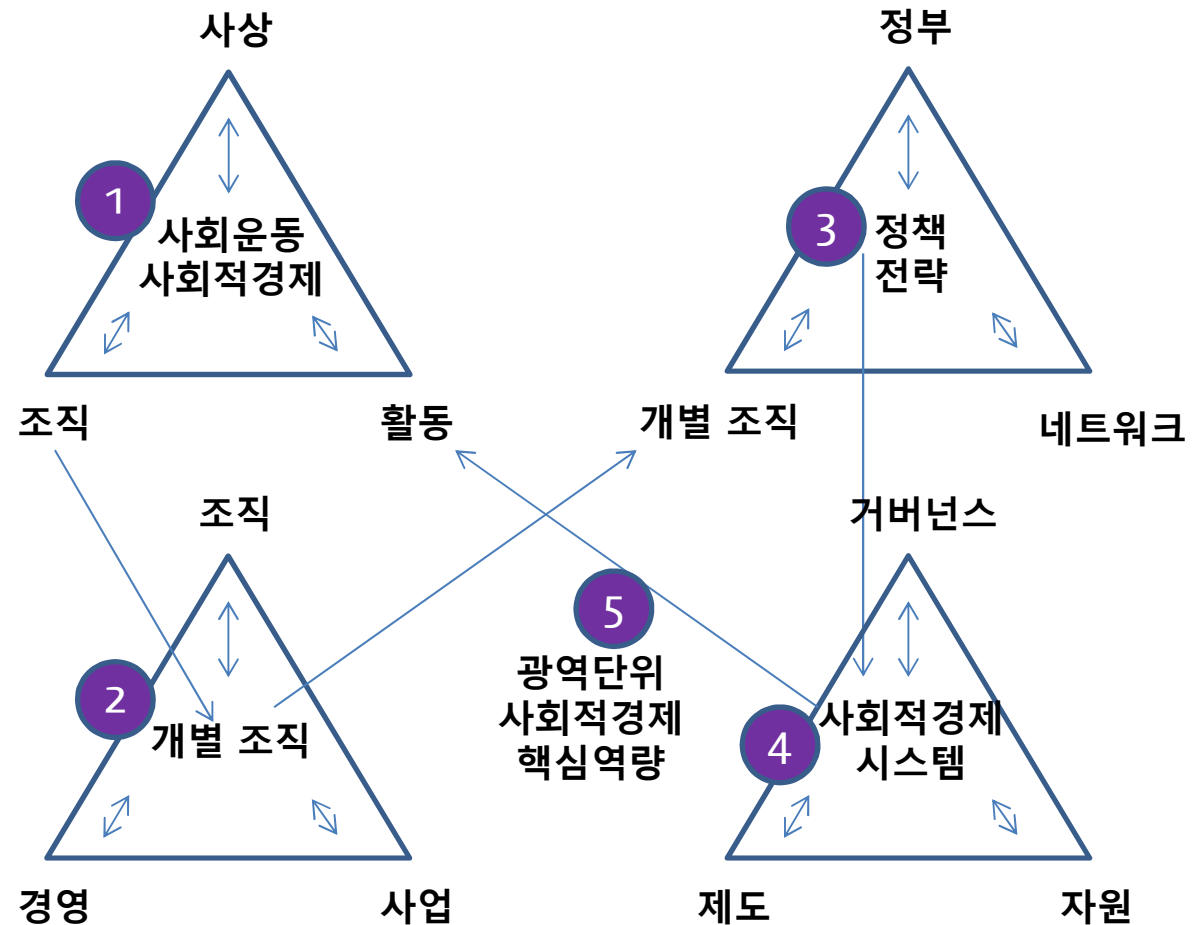 사상
1
사회운동
사회적경제
조직
활동
정부
3
정책
전략
개별 조직
네트워크
조직
2
개별 조직
경영
사업
5
광역단위
사회적경제
핵심역량
거버넌스
4
사회적경제
시스템
제도
자원